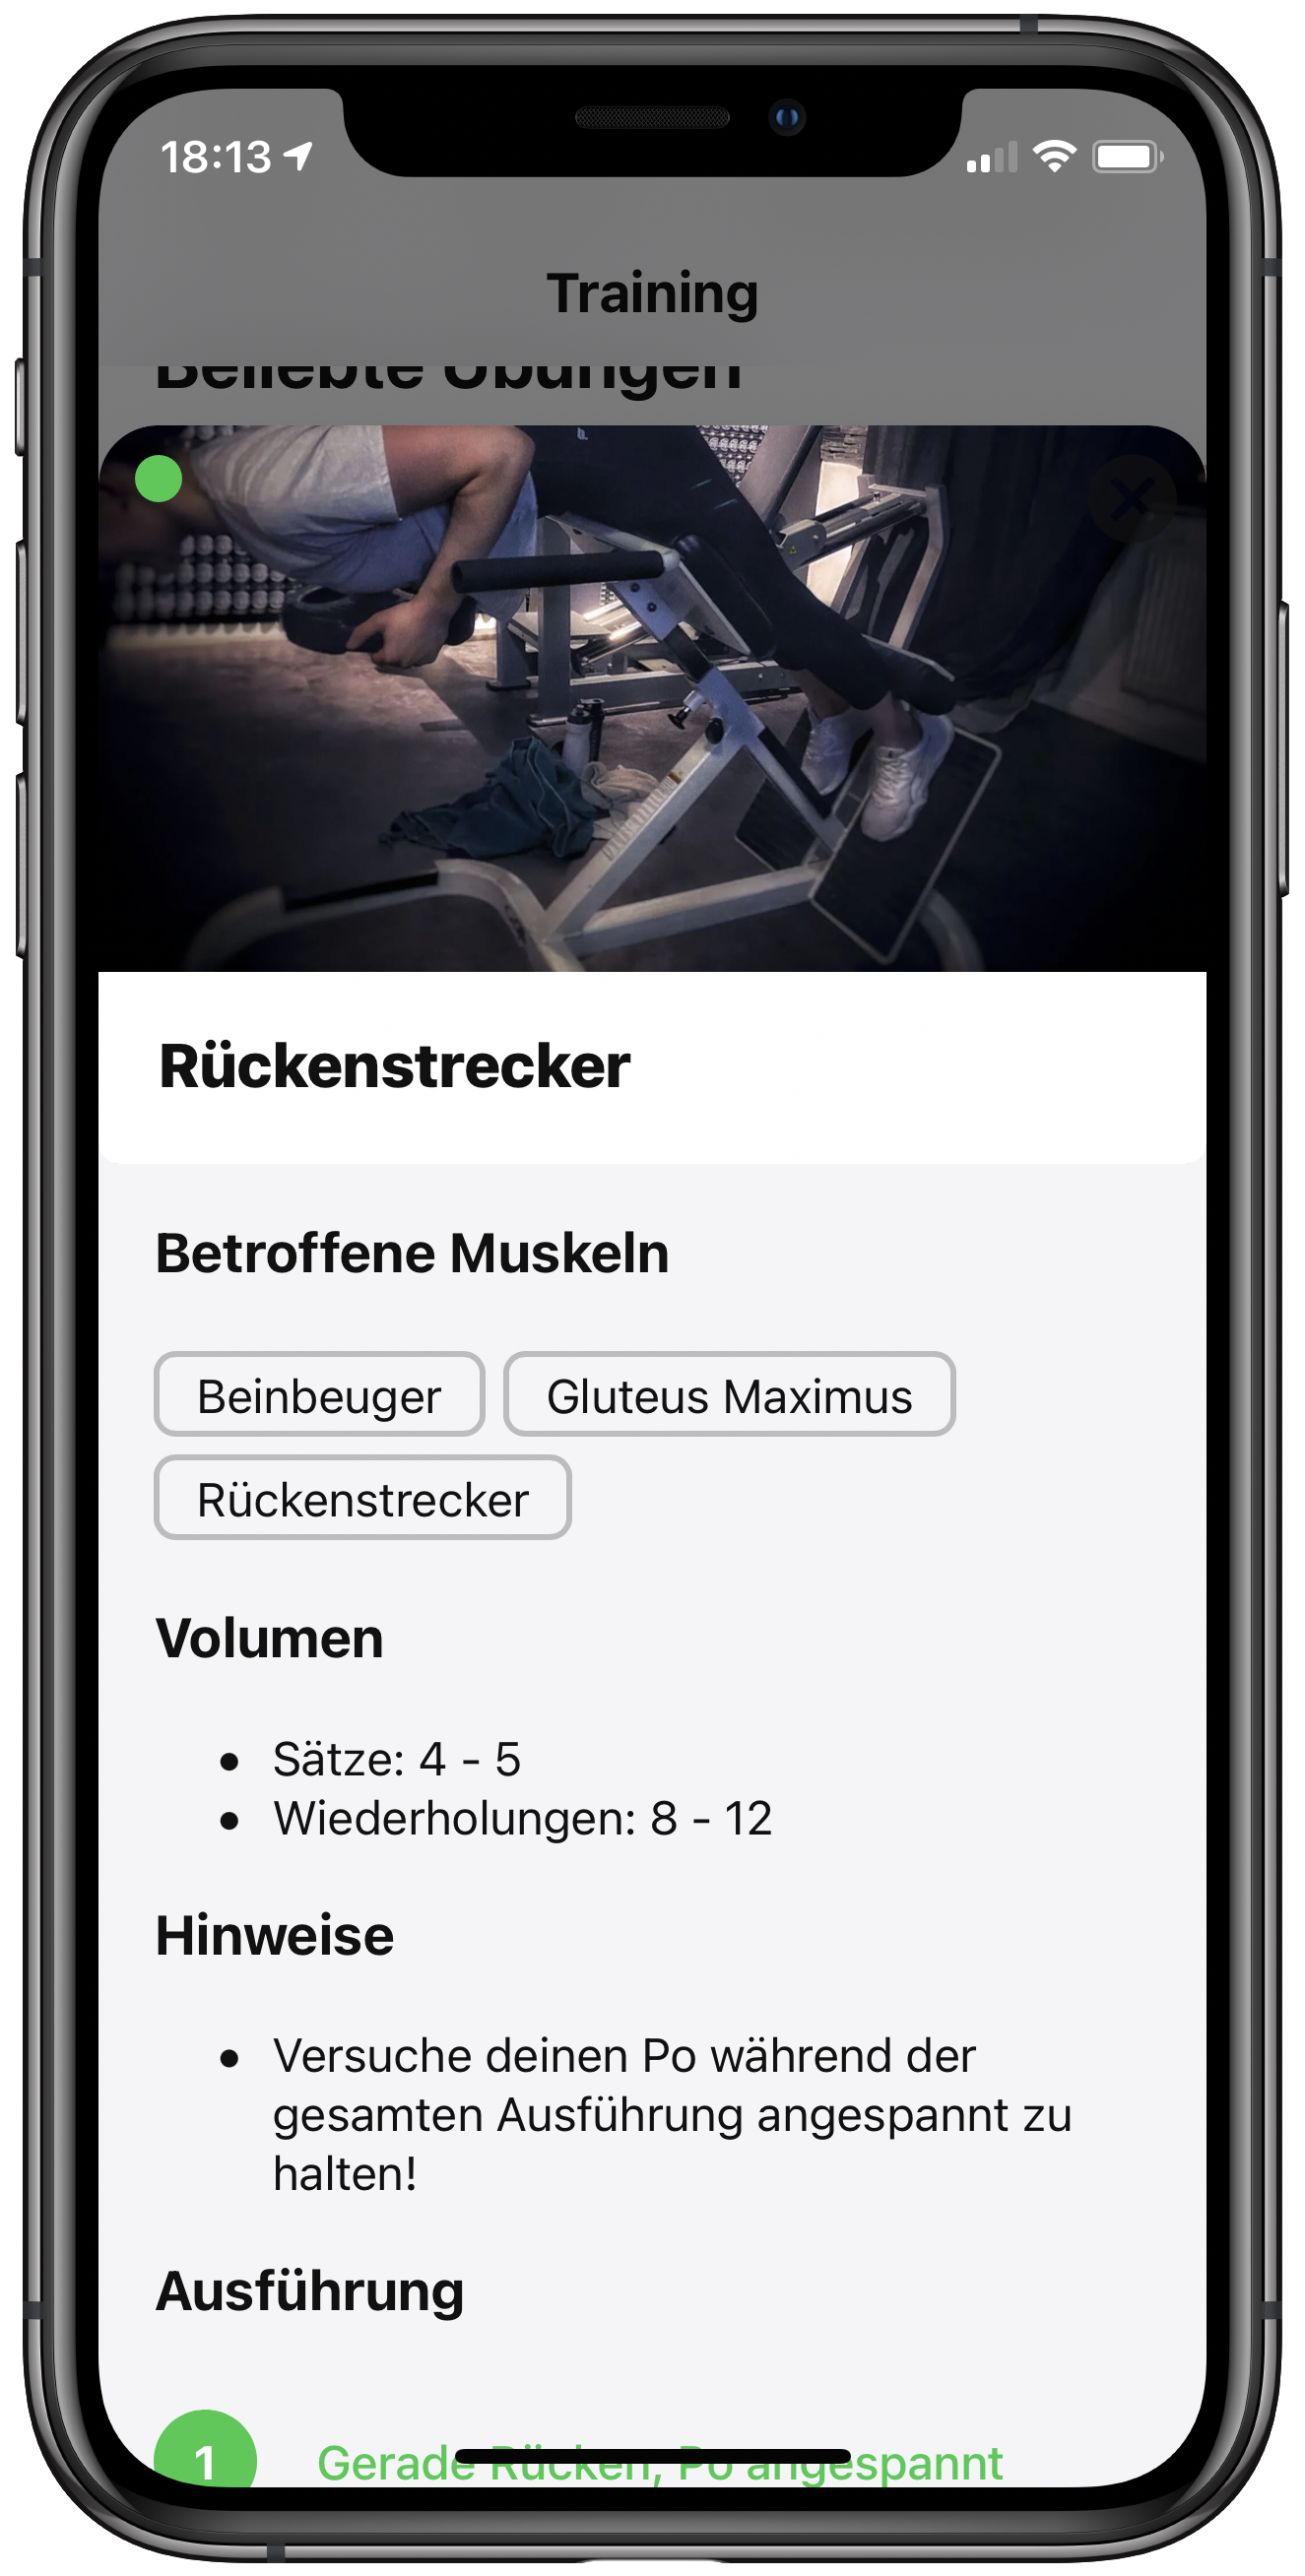 18:13
Training
Beliebte Übungen
Rückenstrecker
Betroffene Muskeln
Beinbeuger
Gluteus Maximus
Rückenstrecker
Volumen
• Sätze: 4 - 5
• Wiederholungen: 8 - 12
Hinweise
• Versuche deinen Po während der
gesamten Ausführung angespannt zu
halten!
Ausführung
1 Gerade Rücken, Po angespannt